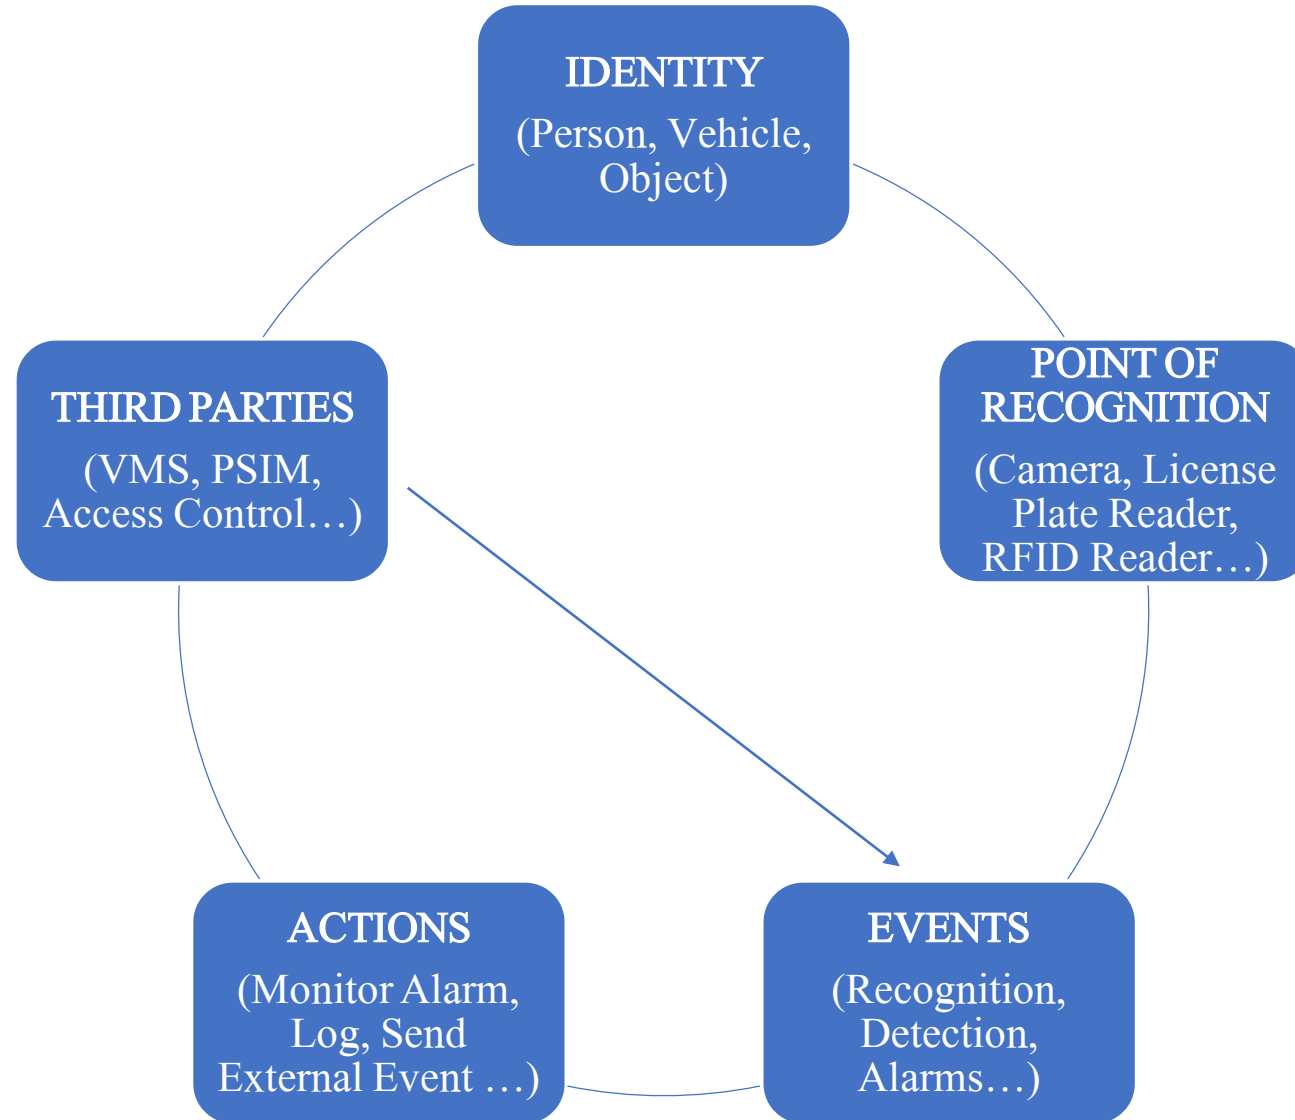 IDENTITY
(Person, Vehicle,
Object)
POINT OF
RECOGNITION
(Camera, License
Plate Reader,
RFID Reader…)
EVENTS
(Recognition,
Detection,
Alarms…)
ACTIONS
(Monitor Alarm,
Log, Send
External Event …)
THIRD PARTIES
(VMS, PSIM,
Access Control…)